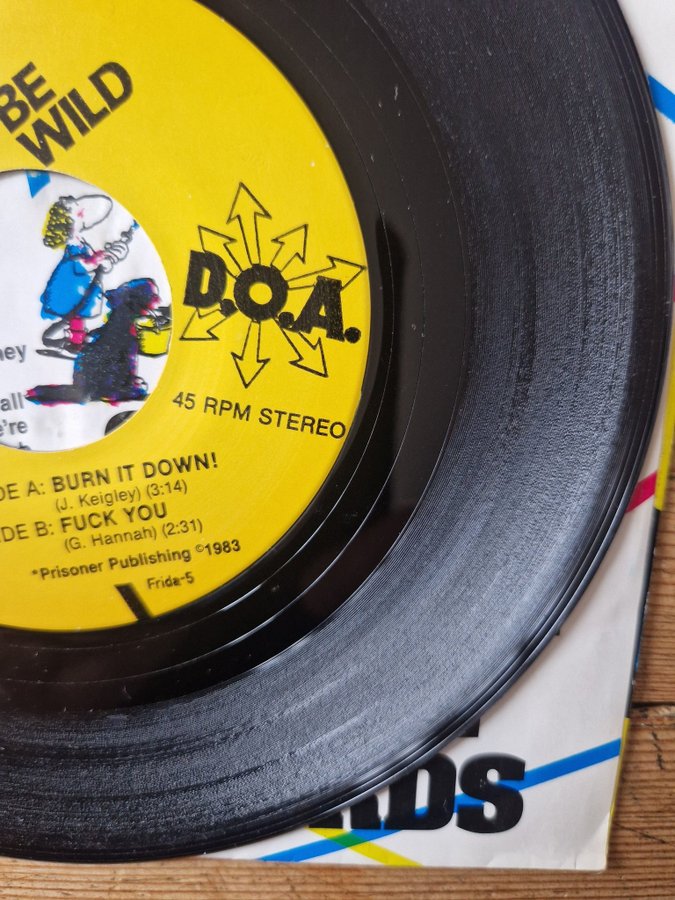 BE
WILD
D.O.A.
45 RPM STEREO
ey
all
e're
DE A: BURN IT DOWN!
(J. Keigley) (3:14)
DE B: FUCK YOU
(G. Hannah) (2:31)
*Prisoner Publishing ©1983
Frida-5
RDS